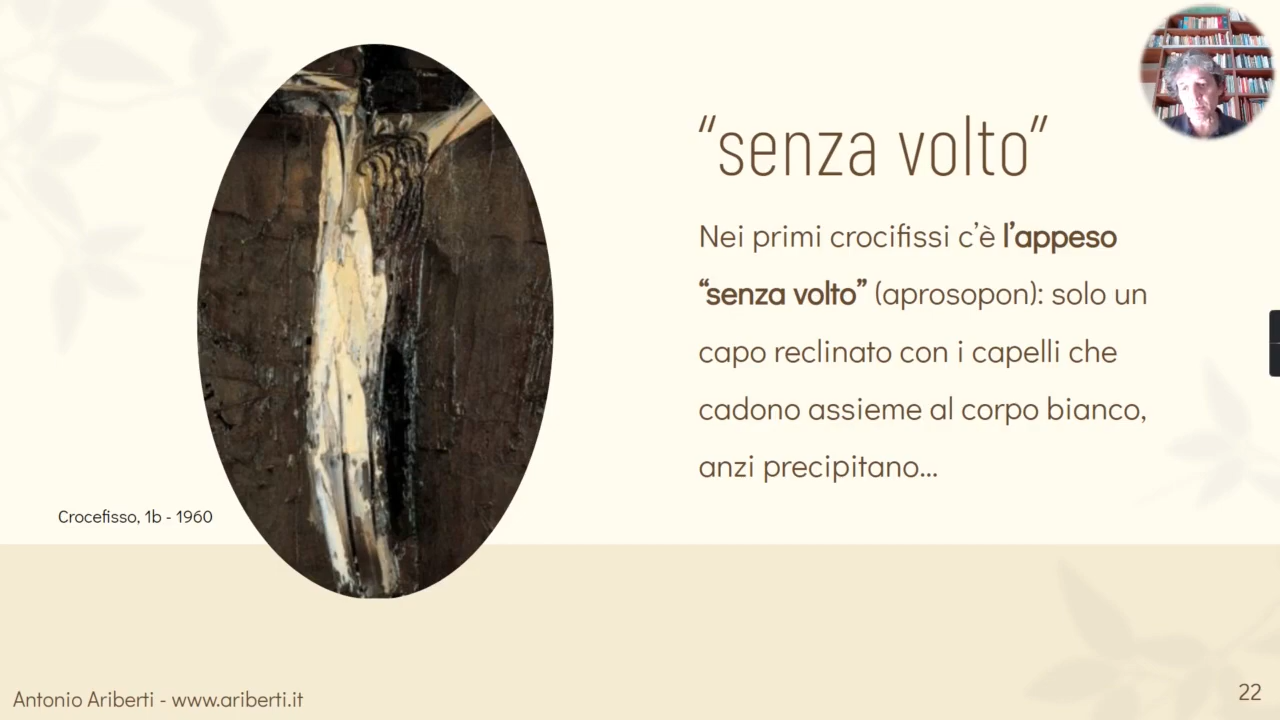 “senza volto”
Nei primi crocifissi c’è l’appeso
“senza volto” (aprosopon): solo un
capo reclinato con i capelli che
cadono assieme al corpo bianco,
anzi precipitano...
Crocefisso, 1b - 1960
Antonio Ariberti - www.ariberti.it
22